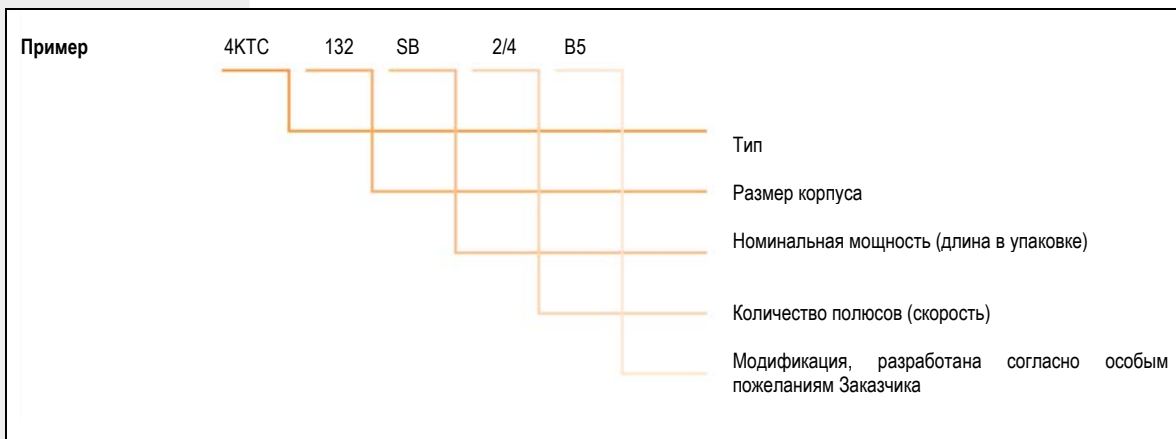 Пример 4KTC 132 SB 2/4 B5
Тип
Размер корпуса
Номинальная мощность (длина в упаковке)
Количество полюсов (скорость)
Модификация, разработана согласно особым
пожеланиям Заказчика